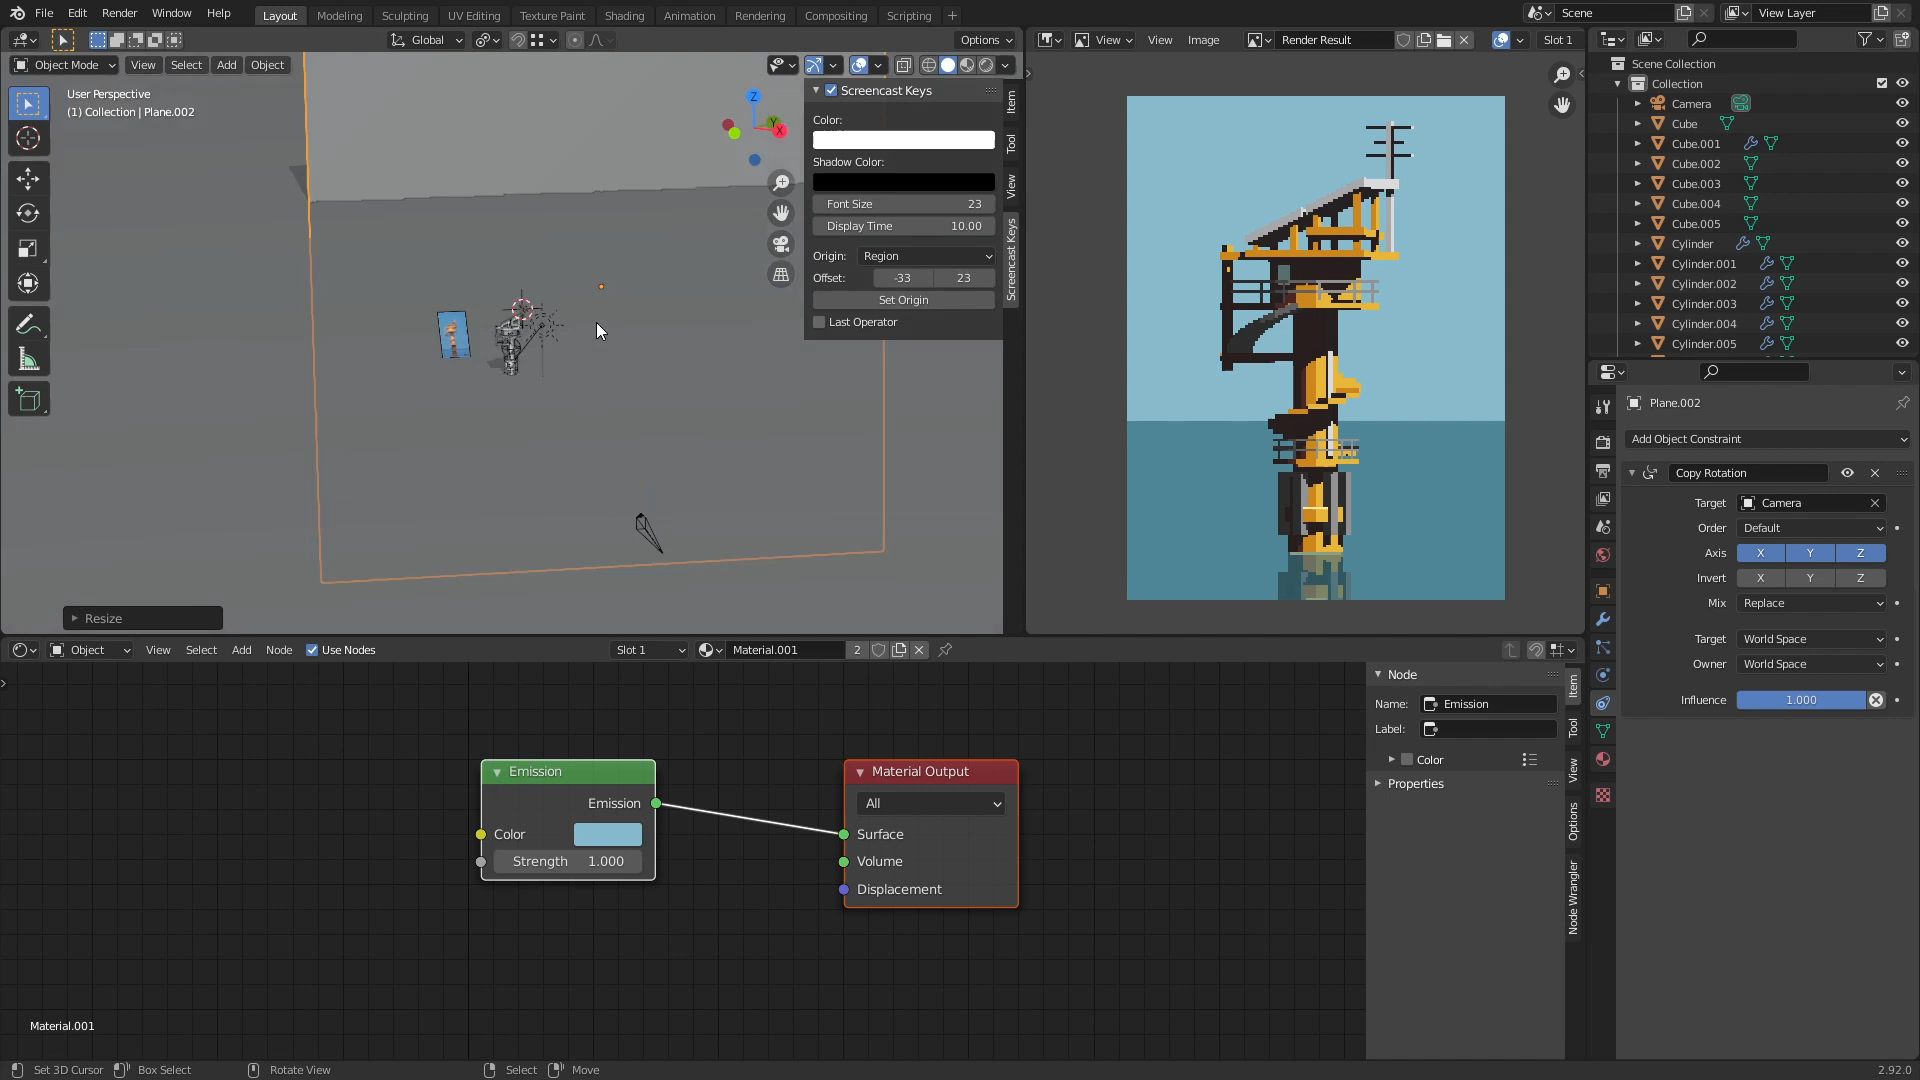 File Edit Render Window Help
Layout Modeling Sculpting UV Editing Texture Paint Shading Animation Rendering Compositing Scripting +
Scene
View Layer
Global
Options
Object Mode View Select Add Object
User Perspective
(1) Collection | Plane.002
Z
Y
X
Screencast Keys
Color:
Shadow Color:
Font Size 23
Display Time 10.00
Origin: Region
Offset: -33 23
Set Origin
Last Operator
Item
Tool
View
Screencast Keys
Resize
View View Image Render Result Slot 1
Scene Collection
Collection
Camera
Cube
Cube.001
Cube.002
Cube.003
Cube.004
Cube.005
Cylinder
Cylinder.001
Cylinder.002
Cylinder.003
Cylinder.004
Cylinder.005
Plane.002
Add Object Constraint
Copy Rotation
Target Camera
Order Default
Axis X Y Z
Invert X Y Z
Mix Replace
Target World Space
Owner World Space
Influence 1.000
Object View Select Add Node Use Nodes Slot 1 Material.001 2
Emission
Emission
Color
Strength 1.000
Material Output
All
Surface
Volume
Displacement
Node
Name: Emission
Label:
Color
Properties
Item
Tool
View
Options
Node Wrangler
Material.001
Set 3D Cursor Box Select Rotate View Select Move 2.92.0